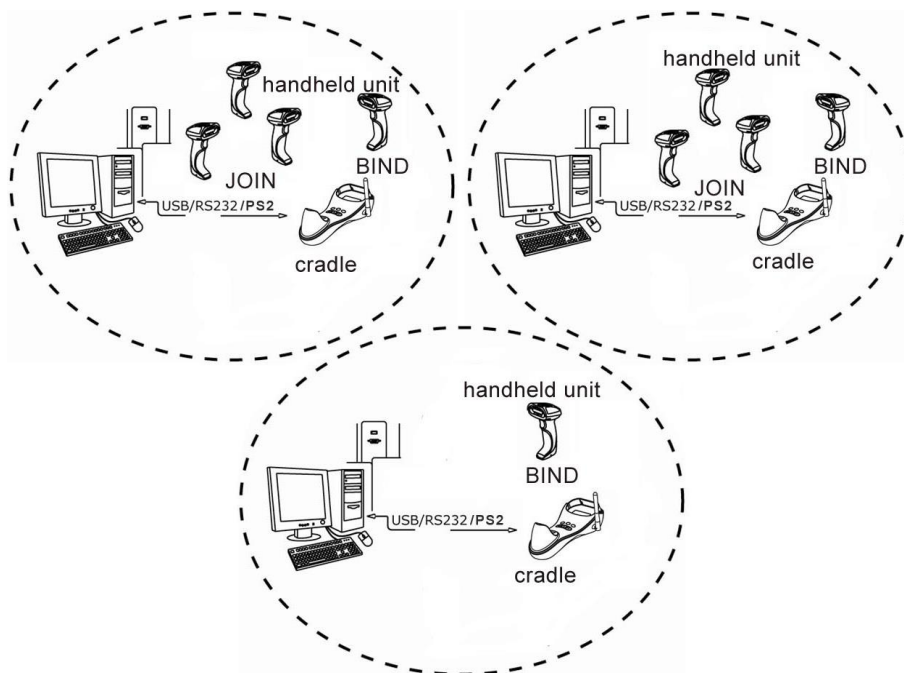 handheld unit
BIND
JOIN
USB/RS232/PS2
cradle
handheld unit
BIND
JOIN
USB/RS232/PS2
cradle
handheld unit
BIND
USB/RS232/PS2
cradle